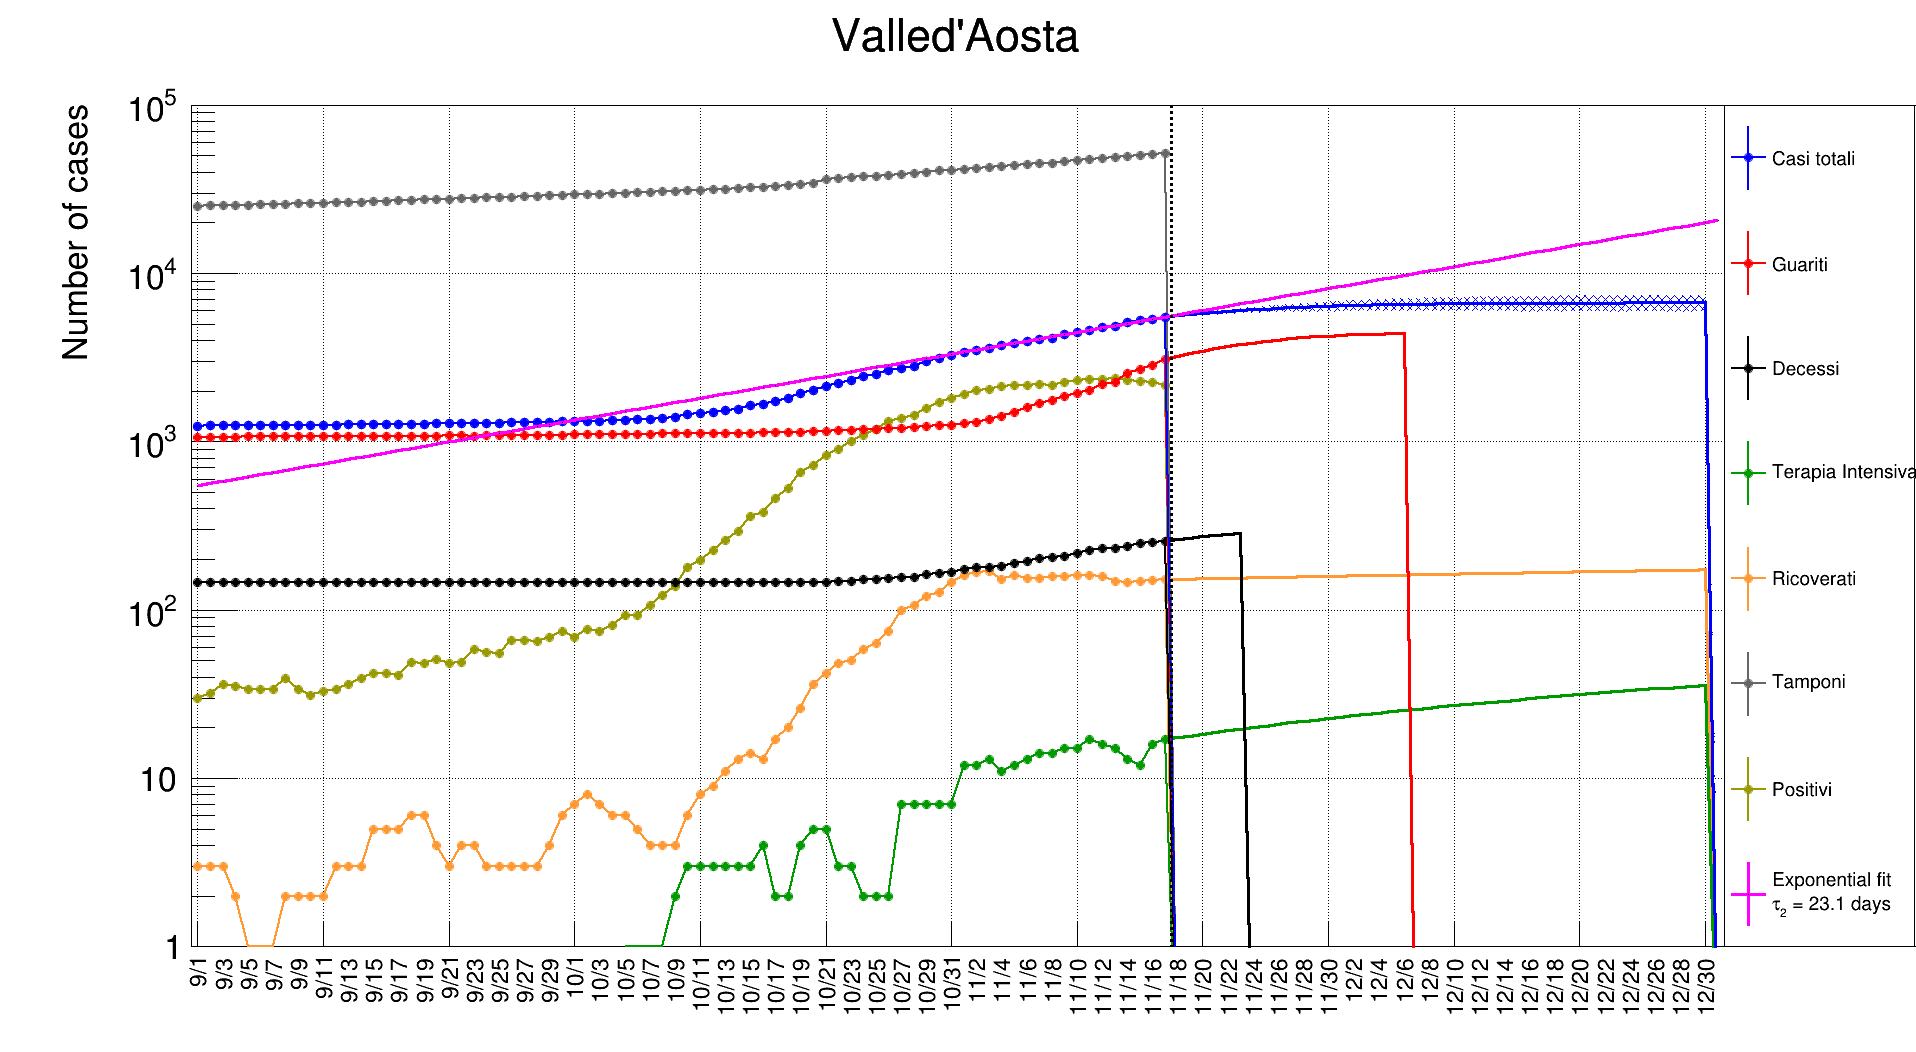 Valled'Aosta
Number of cases
10^5
10^4
10^3
10^2
10
1
9/1 9/3 9/5 9/7 9/9 9/11 9/13 9/15 9/17 9/19 9/21 9/23 9/25 9/27 9/29 10/1 10/3 10/5 10/7 10/9 10/11 10/13 10/15 10/17 10/19 10/21 10/23 10/25 10/27 10/29 10/31 11/2 11/4 11/6 11/8 11/10 11/12 11/14 11/16 11/18 11/20 11/22 11/24 11/26 11/28 11/30 12/2 12/4 12/6 12/8 12/10 12/12 12/14 12/16 12/18 12/20 12/22 12/24 12/26 12/28 12/30
Casi totali
Guariti
Decessi
Terapia Intensiva
Ricoverati
Tamponi
Positivi
Exponential fit
τ₂ = 23.1 days